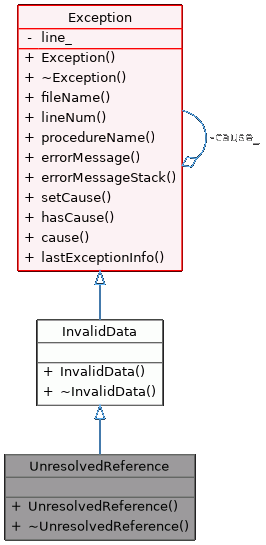 Exception
- line_
+ Exception()
+ ~Exception()
+ fileName()
+ lineNum()
+ procedureName()
+ errorMessage()
+ errorMessageStack()
+ setCause()
+ hasCause()
+ cause()
+ lastExceptionInfo()
-cause_
InvalidData
+ InvalidData()
+ ~InvalidData()
UnresolvedReference
+ UnresolvedReference()
+ ~UnresolvedReference()